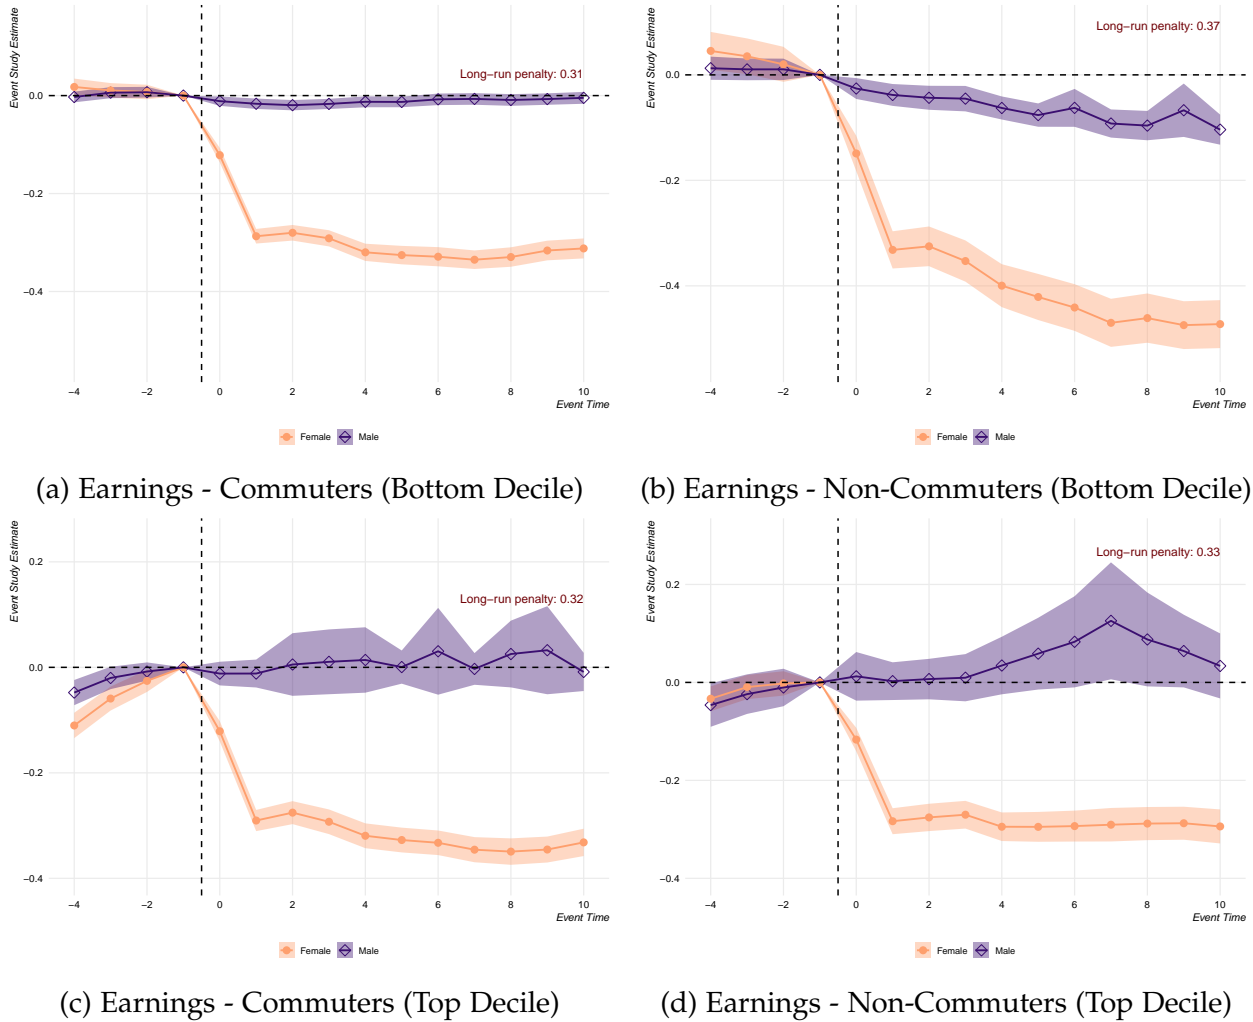 Event Study Estimate
Long-run penalty: 0.31
0.0
−0.2
−0.4
−4 −2 0 2 4 6 8 10
Event Time
Female Male
(a) Earnings - Commuters (Bottom Decile)
Event Study Estimate
Long-run penalty: 0.37
0.0
−0.2
−0.4
−4 −2 0 2 4 6 8 10
Event Time
Female Male
(b) Earnings - Non-Commuters (Bottom Decile)
Event Study Estimate
0.2
Long-run penalty: 0.32
0.0
−0.2
−0.4
−4 −2 0 2 4 6 8 10
Event Time
Female Male
(c) Earnings - Commuters (Top Decile)
Event Study Estimate
Long-run penalty: 0.33
0.2
0.0
−0.2
−0.4
−4 −2 0 2 4 6 8 10
Event Time
Female Male
(d) Earnings - Non-Commuters (Top Decile)